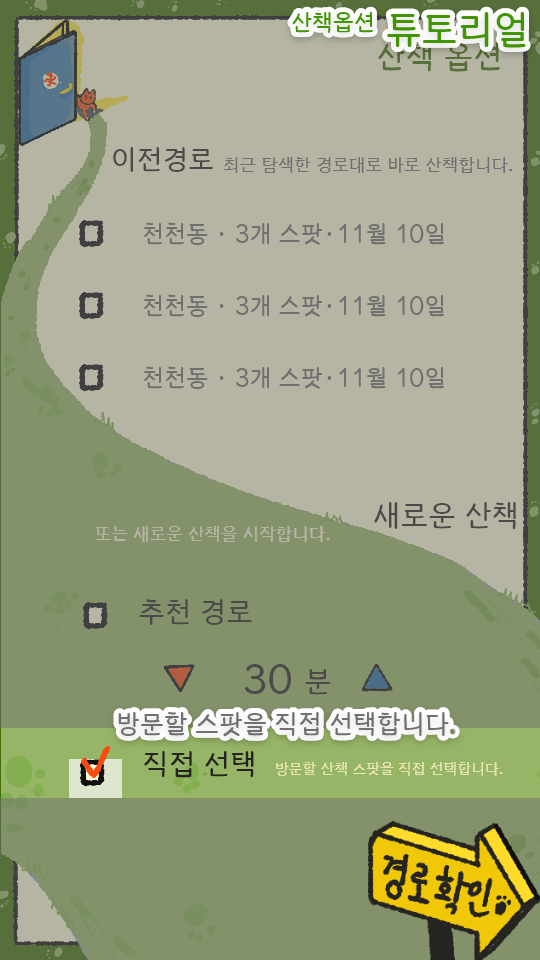 산책옵션 튜토리얼
산책 옵션
이전경로 최근 탐색한 경로대로 바로 산책합니다.
천천동 · 3개 스팟·11월 10일
천천동 · 3개 스팟·11월 10일
천천동 · 3개 스팟·11월 10일
새로운 산책
또는 새로운 산책을 시작합니다.
추천 경로
30 분
방문할 스팟을 직접 선택합니다.
직접 선택 방문할 산책 스팟을 직접 선택합니다.
경로확인